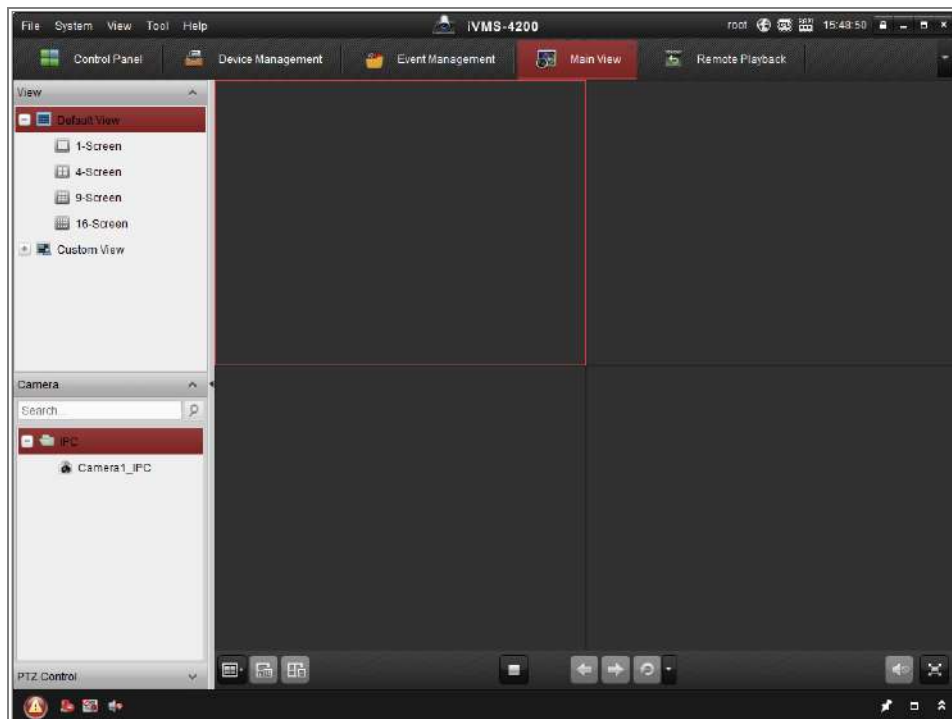 File System View Tool Help
iVMS-4200
root 15:48:50
Control Panel
Device Management
Event Management
Main View
Remote Playback
View
Default View
1-Screen
4-Screen
9-Screen
16-Screen
Custom View
Camera
Search...
IPC
Camera1_IPC
PTZ Control